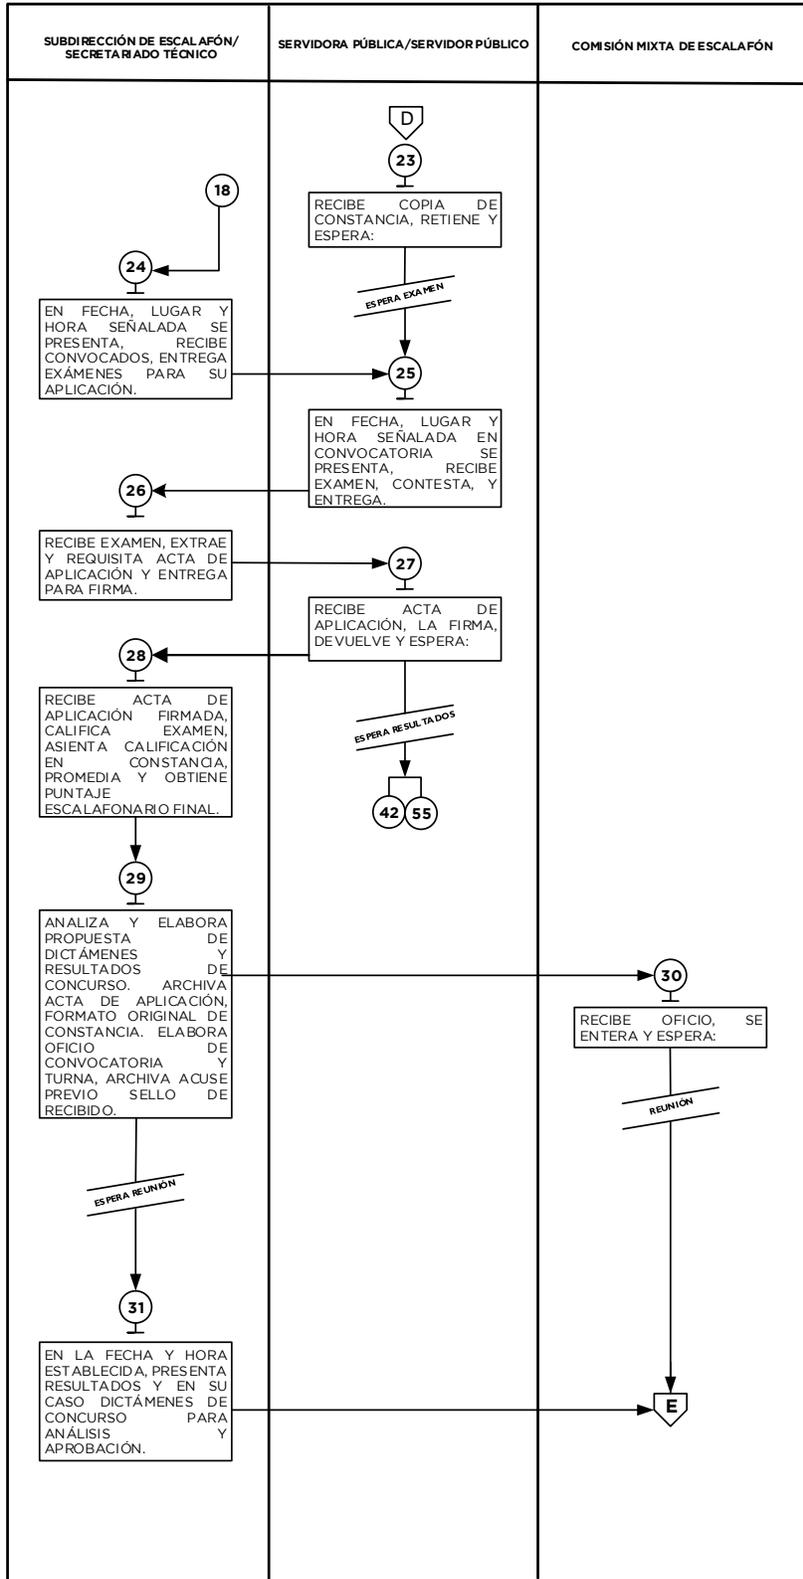 SUBDIRECCIÓN DE ESCALAFÓN/
SECRETARIADO TÉCNICO
SERVIDORA PÚBLICA/SERVIDOR PÚBLICO
COMISIÓN MIXTA DE ESCALAFÓN
D
23
RECIBE COPIA DE
CONSTANCIA, RETIENE Y
ESPERA:
ESPERA EXAMEN
18
24
EN FECHA, LUGAR Y
HORA SEÑALADA SE
PRESENTA, RECIBE
CONVOCADOS, ENTREGA
EXÁMENES PARA SU
APLICACIÓN.
25
EN FECHA, LUGAR Y
HORA SEÑALADA EN
CONVOCATORIA SE
PRESENTA, RECIBE
EXAMEN, CONTESTA, Y
ENTREGA.
26
RECIBE EXAMEN, EXTRAE
Y REQUISITA ACTA DE
APLICACIÓN Y ENTREGA
PARA FIRMA.
27
RECIBE ACTA DE
APLICACIÓN, LA FIRMA,
DEVUELVE Y ESPERA:
ESPERA RESULTADOS
42
55
28
RECIBE ACTA DE
APLICACIÓN FIRMADA,
CALIFICA EXAMEN,
ASIENTA CALIFICACIÓN
EN CONSTANCIA,
PROMEDIA Y OBTIENE
PUNTAJE
ESCALAFONARIO FINAL.
29
ANALIZA Y ELABORA
PROPUESTA DE
DICTÁMENES Y
RESULTADOS DE
CONCURSO. ARCHIVA
ACTA DE APLICACIÓN,
FORMATO ORIGINAL DE
CONSTANCIA. ELABORA
OFICIO DE
CONVOCATORIA Y
TURNA, ARCHIVA ACUSE
PREVIO SELLO DE
RECIBIDO.
30
RECIBE OFICIO, SE
ENTERA Y ESPERA:
REUNIÓN
ESPERA REUNIÓN
31
EN LA FECHA Y HORA
ESTABLECIDA, PRESENTA
RESULTADOS Y EN SU
CASO DICTÁMENES DE
CONCURSO PARA
ANÁLISIS Y
APROBACIÓN.
E